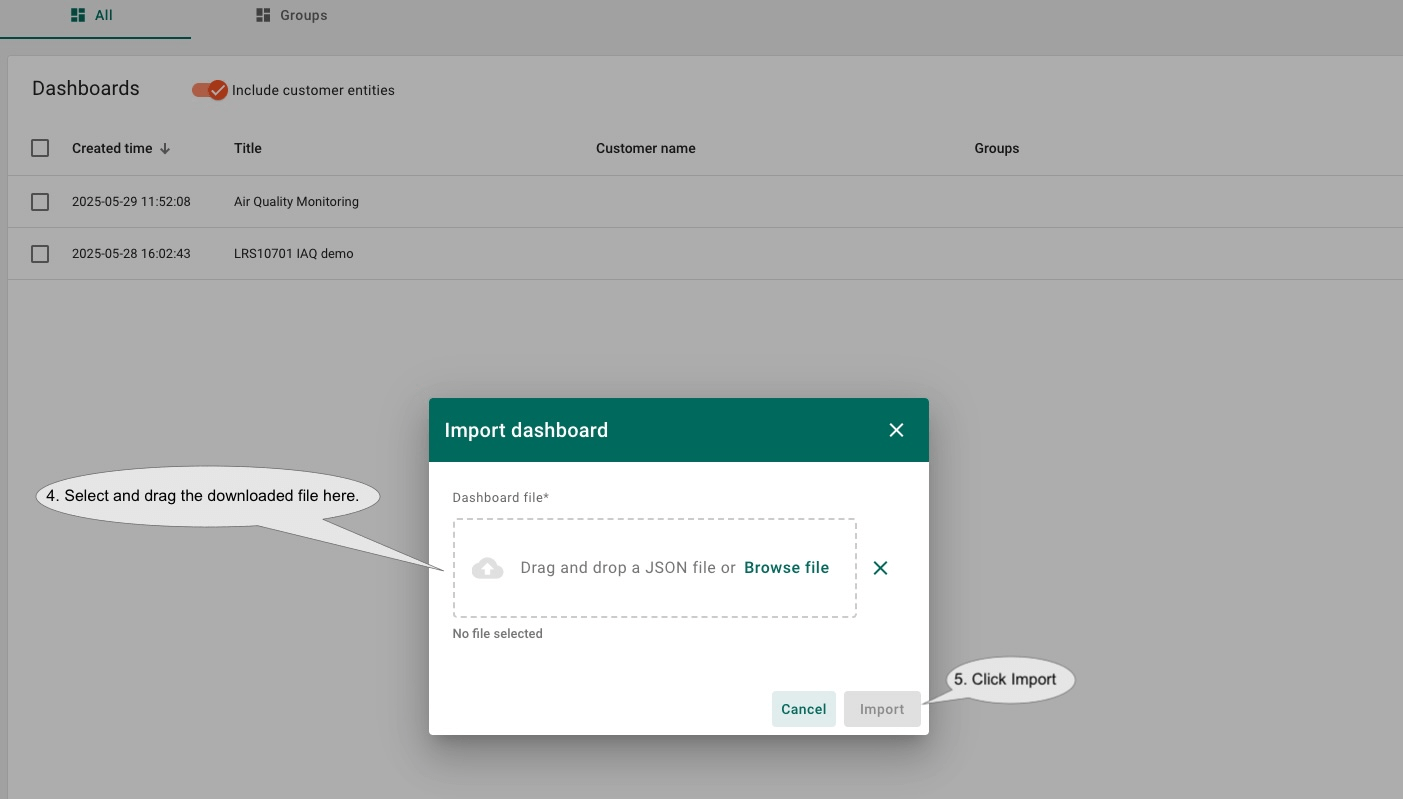 All
Groups
Dashboards
Include customer entities
Created time
Title
Customer name
Groups
2025-05-29 11:52:08
Air Quality Monitoring
2025-05-28 16:02:43
LRS10701 IAQ demo
Import dashboard
4. Select and drag the downloaded file here.
Dashboard file*
Drag and drop a JSON file or Browse file
No file selected
5. Click Import
Cancel
Import